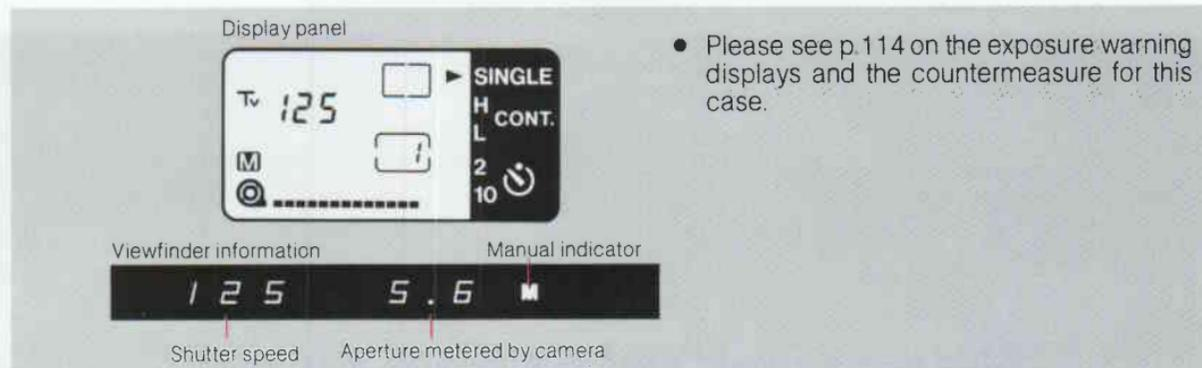 Display panel
Tv 125
SINGLE
H
CONT.
L
M
1
2
10
Viewfinder information
Manual indicator
125 5.6 M
Shutter speed
Aperture metered by camera
● Please see p.114 on the exposure warning
displays and the countermeasure for this
case.